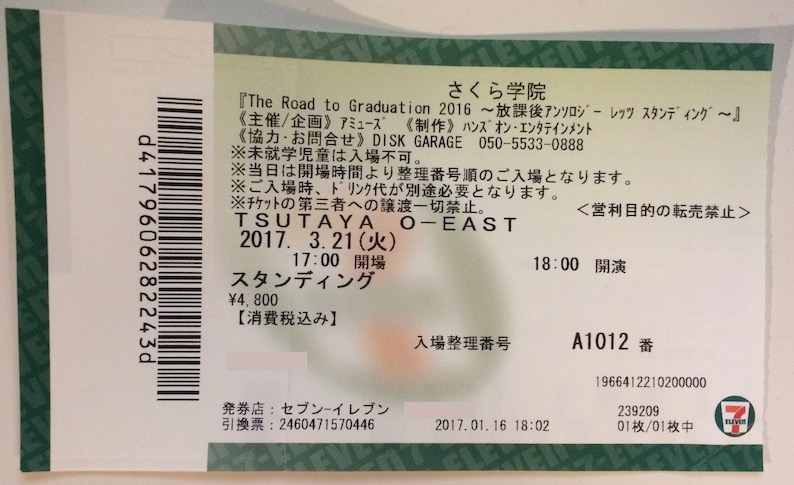 さくら学院
『The Road to Graduation 2016 ～放課後ｱﾝｿﾛｼﾞｰ ﾚｯﾂ ｽﾀﾝﾃﾞｨﾝｸﾞ～』
《主催/企画》ｱﾐｭｰｽﾞ 《制作》ﾊﾝｽﾞｵﾝ･ｴﾝﾀﾃｲﾝﾒﾝﾄ
《協力･お問合せ》DISK GARAGE 050-5533-0888
※未就学児童は入場不可。
※当日は開場時間より整理番号順のご入場となります。
※ご入場時、ﾄﾞﾘﾝｸ代が別途必要となります。
※ﾁｹｯﾄの第三者への譲渡一切禁止。 ＜営利目的の転売禁止＞
ＴＳＵＴＡＹＡ Ｏ－ＥＡＳＴ
2017. 3.21(火)
17:00 開場 18:00 開演
スタンディング
¥4,800
【消費税込み】
入場整理番号 A1012 番
1966412210200000
発券店：セブン-イレブン 239209
引換票：2460471570446 2017.01.16 18:02 01枚/01枚中
d4179606282243d
7-ELEVEN
7 ELEVEN